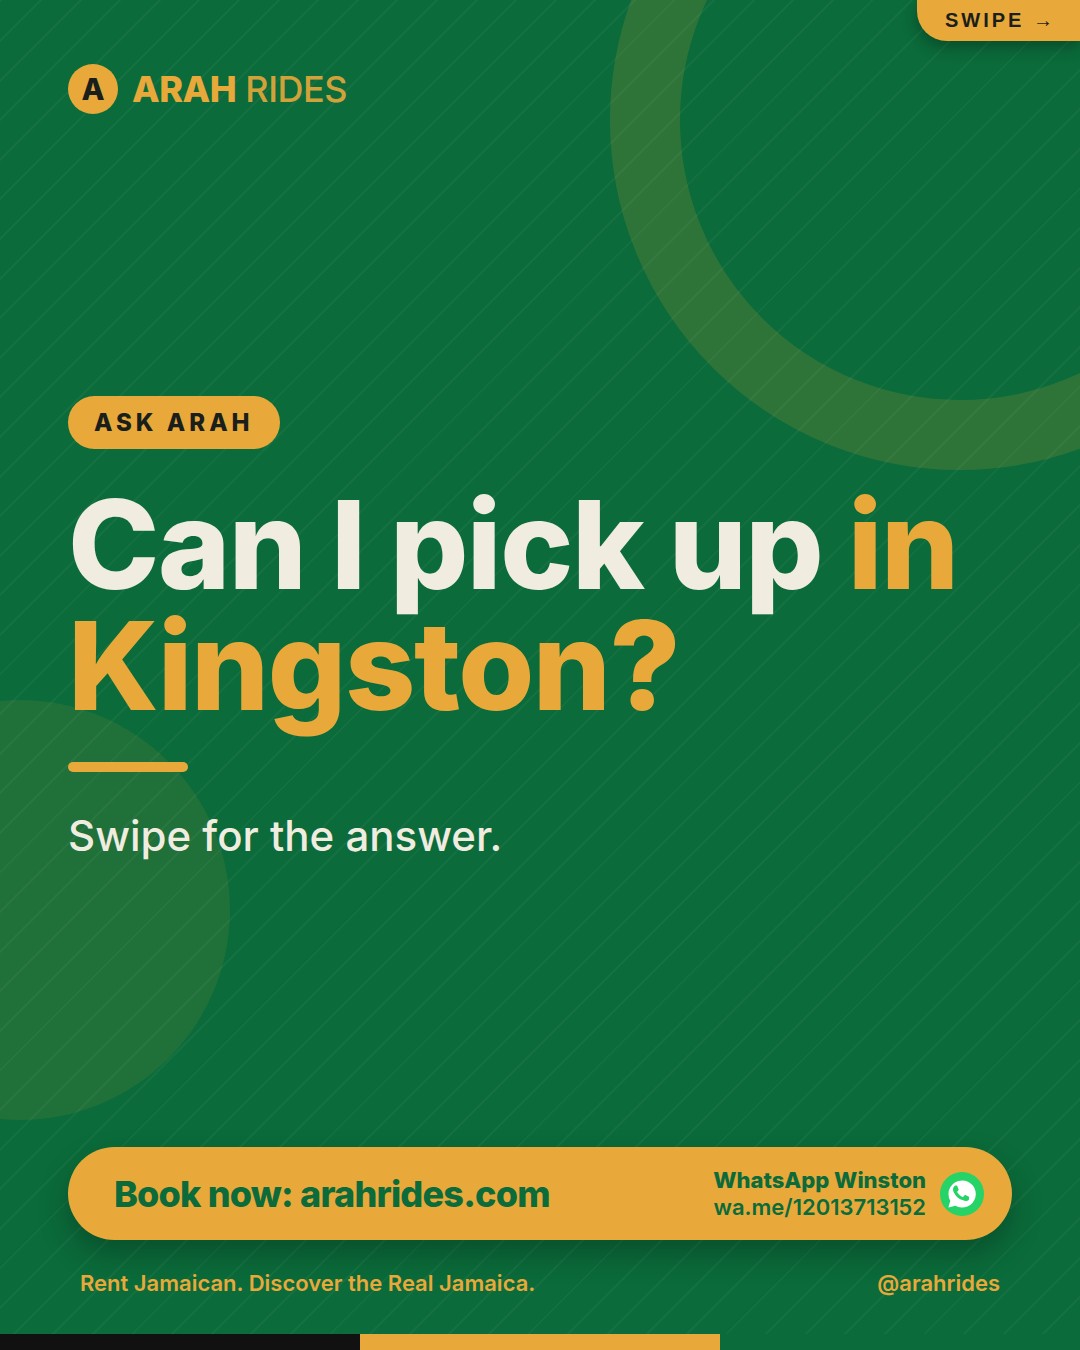 SWIPE →
A ARAH RIDES
ASK ARAH
Can I pick up in
Kingston?
Swipe for the answer.
Book now: arahrides.com
WhatsApp Winston
wa.me/12013713152
Rent Jamaican. Discover the Real Jamaica.
@arahrides